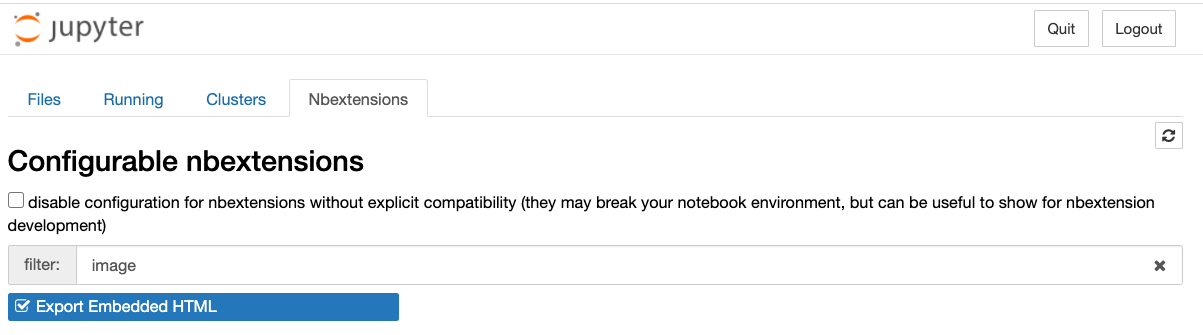 jupyter
Quit
Logout
Files
Running
Clusters
Nbextensions
Configurable nbextensions
disable configuration for nbextensions without explicit compatibility (they may break your notebook environment, but can be useful to show for nbextension
development)
filter:
image
Export Embedded HTML